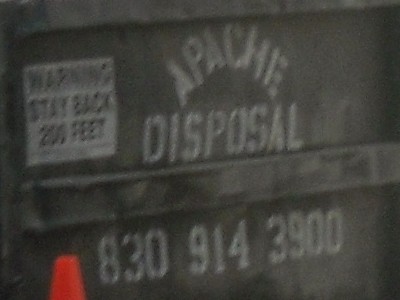 WARNING
STAY BACK
200 FEET
APACHE
DISPOSAL
830 914 3900